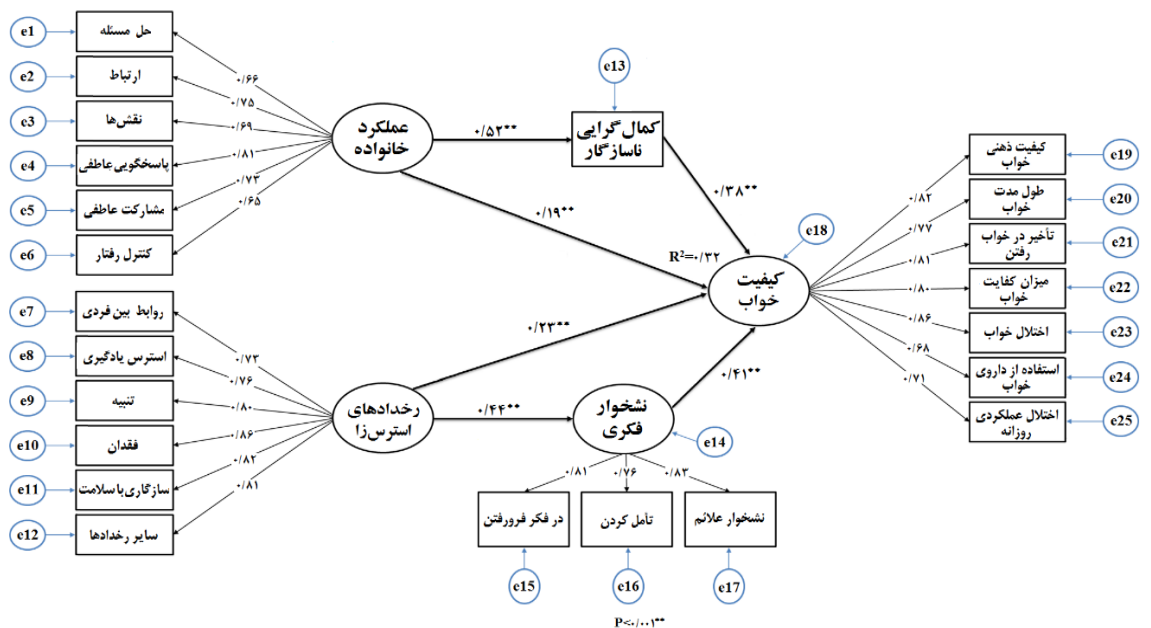 e1
حل مسئله
e2
ارتباط
e3
نقش‌ها
e4
پاسخگویی عاطفی
e5
مشارکت عاطفی
e6
کنترل رفتار
۰/۶۶
۰/۷۵
۰/۶۹
۰/۸۱
۰/۷۳
۰/۶۵
عملکرد
خانواده
۰/۵۲**
e13
کمال‌گرایی
ناسازگار
۰/۳۸**
۰/۱۹**
e7
روابط بین فردی
e8
استرس یادگیری
e9
تنبیه
e10
فقدان
e11
سازگاری با سلامت
e12
سایر رخدادها
۰/۷۳
۰/۷۶
۰/۸۰
۰/۸۶
۰/۸۲
۰/۸۱
رخدادهای
استرس‌زا
۰/۲۳**
۰/۴۴**
نشخوار
فکری
e14
۰/۴۱**
۰/۸۱
۰/۷۶
۰/۸۳
در فکر فرورفتن
تأمل کردن
نشخوار علائم
e15
e16
e17
e18
R²=۰/۳۲
کیفیت
خواب
۰/۸۲
۰/۷۷
۰/۸۱
۰/۸۰
۰/۸۶
۰/۶۸
۰/۷۱
کیفیت ذهنی
خواب
e19
طول مدت
خواب
e20
تأخیر در خواب
رفتن
e21
میزان کفایت
خواب
e22
اختلال خواب
e23
استفاده از داروی
خواب
e24
اختلال عملکردی
روزانه
e25
P<۰/۰۰۱**